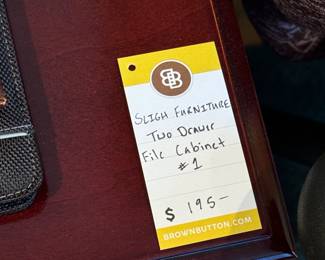 BB
SLIGH FURNITURE
Two Drawer
File Cabinet
#1
$ 195-
BROWNBUTTON.COM